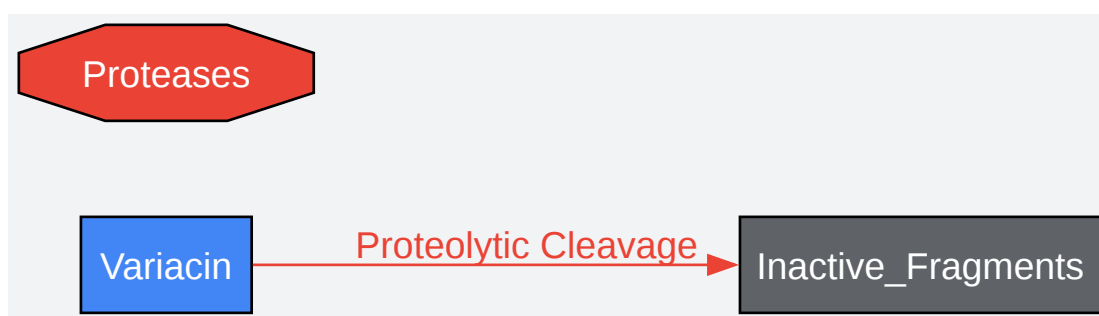 Proteases
Variacin
Proteolytic Cleavage
Inactive_Fragments